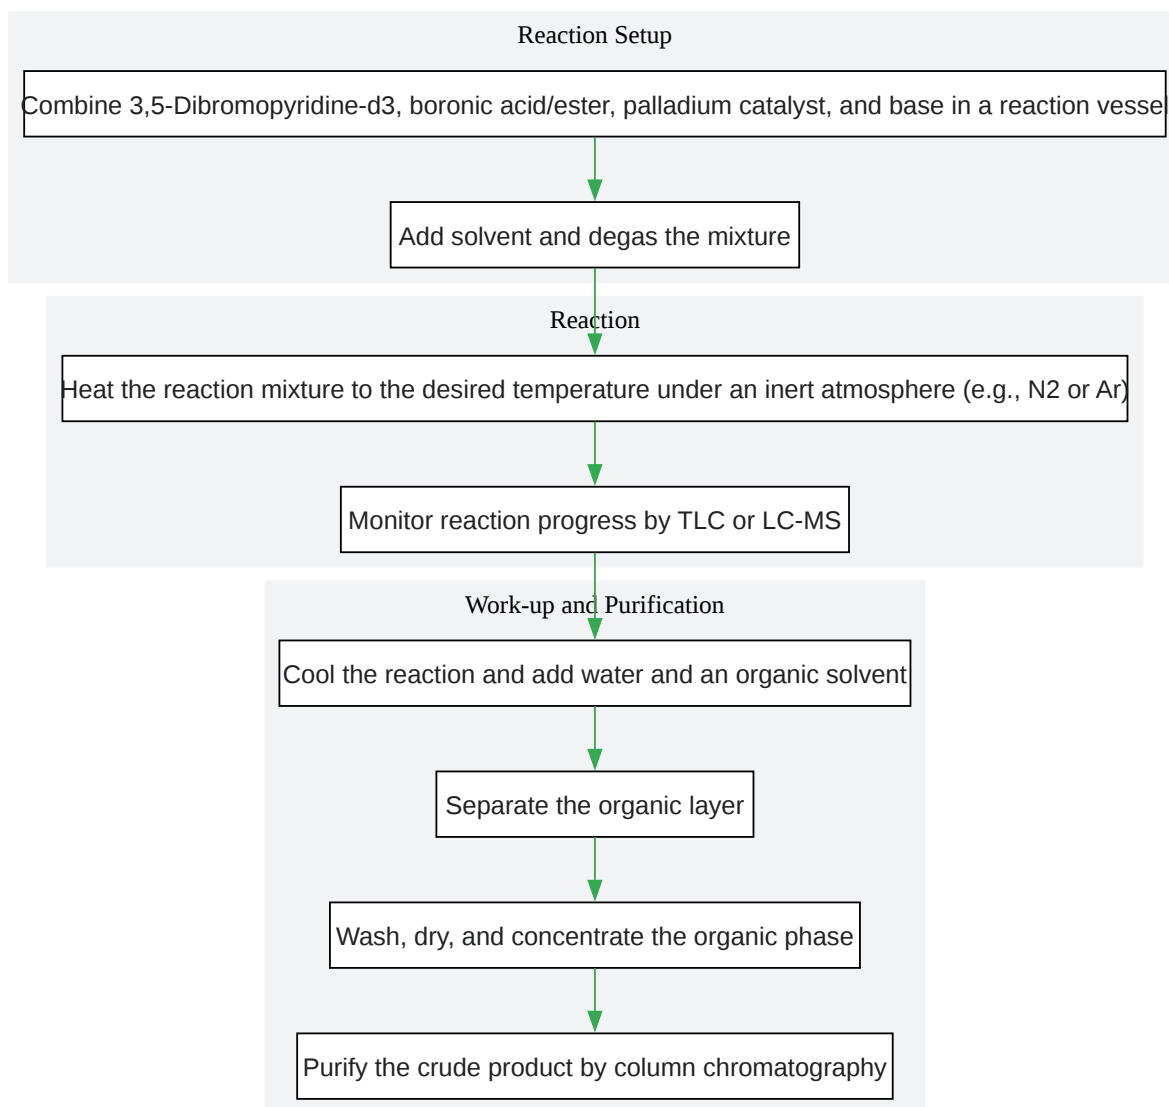 Reaction Setup
Combine 3,5-Dibromopyridine-d3, boronic acid/ester, palladium catalyst, and base in a reaction vessel
Add solvent and degas the mixture
Reaction
Heat the reaction mixture to the desired temperature under an inert atmosphere (e.g., N2 or Ar)
Monitor reaction progress by TLC or LC-MS
Work-up and Purification
Cool the reaction and add water and an organic solvent
Separate the organic layer
Wash, dry, and concentrate the organic phase
Purify the crude product by column chromatography